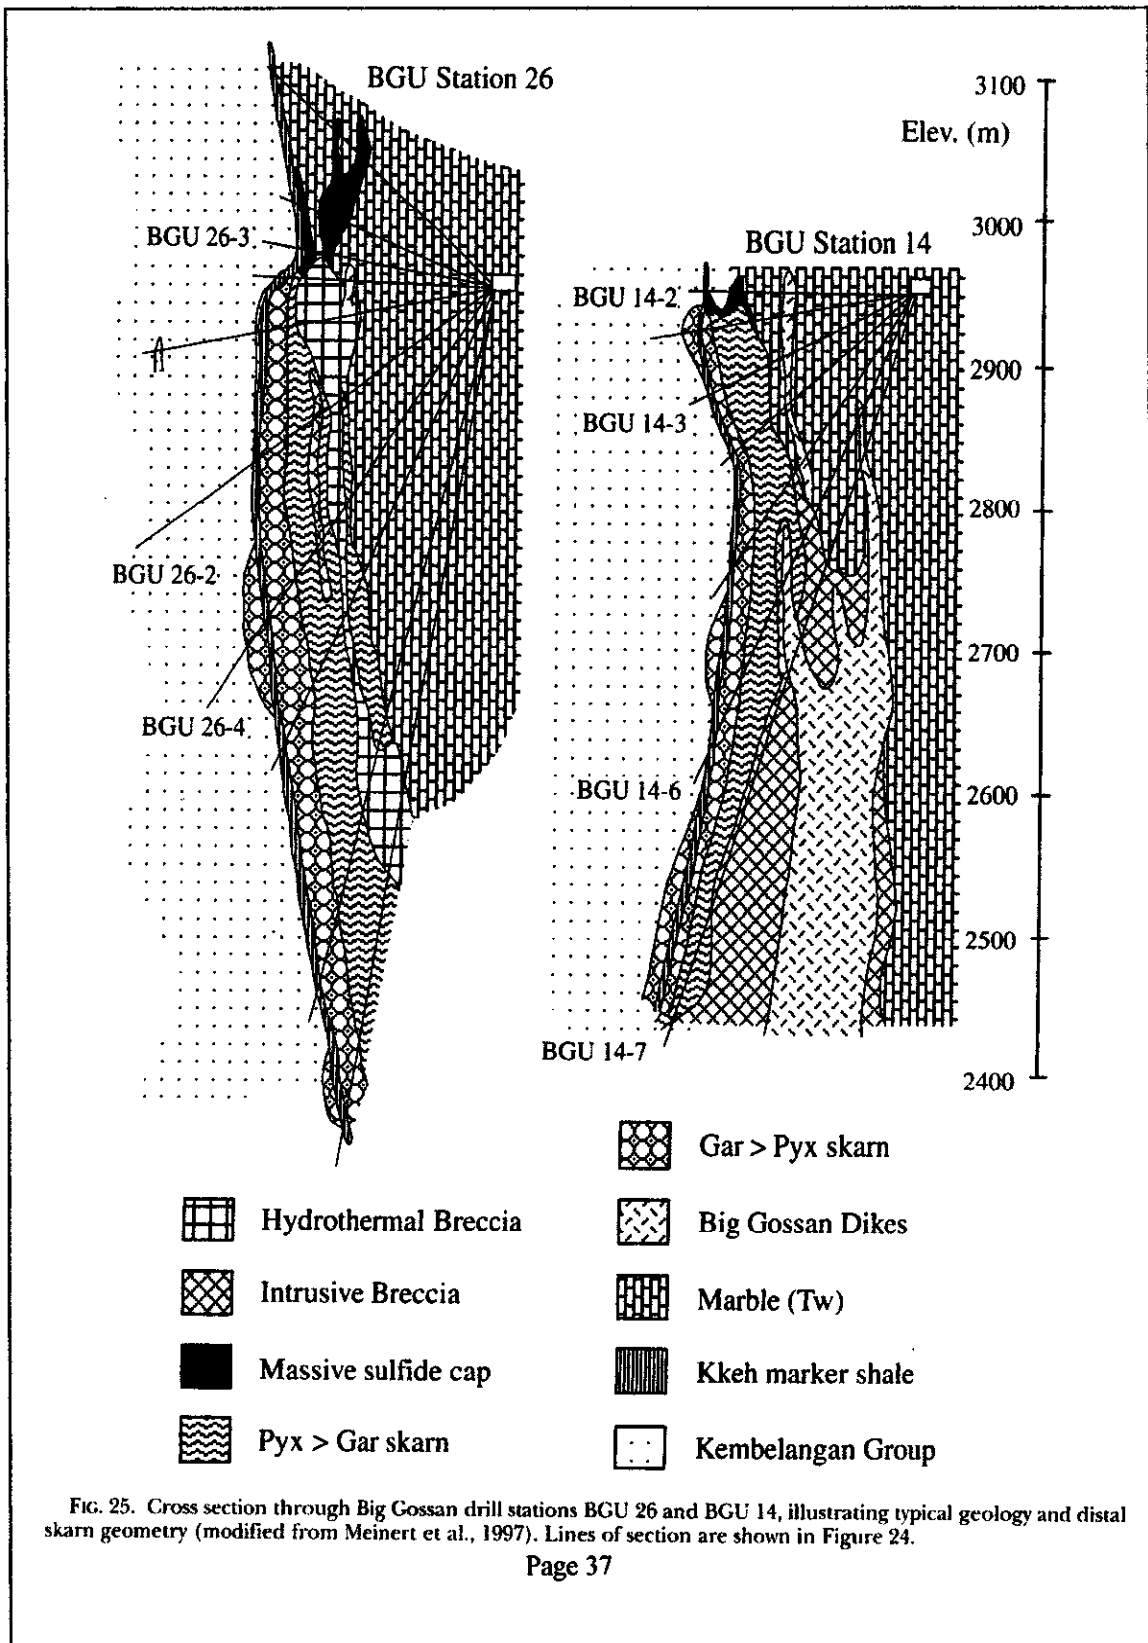 BGU Station 26
3100
Elev. (m)
3000
BGU 26-3
BGU Station 14
BGU 14-2
2900
BGU 14-3
2800
BGU 26-2
2700
BGU 26-4
BGU 14-6
2600
2500
BGU 14-7
2400
Gar > Pyx skarn
Hydrothermal Breccia
Big Gossan Dikes
Intrusive Breccia
Marble (Tw)
Massive sulfide cap
Kkeh marker shale
Pyx > Gar skarn
Kembelangan Group
FIG. 25. Cross section through Big Gossan drill stations BGU 26 and BGU 14, illustrating typical geology and distal
skarn geometry (modified from Meinert et al., 1997). Lines of section are shown in Figure 24.
Page 37